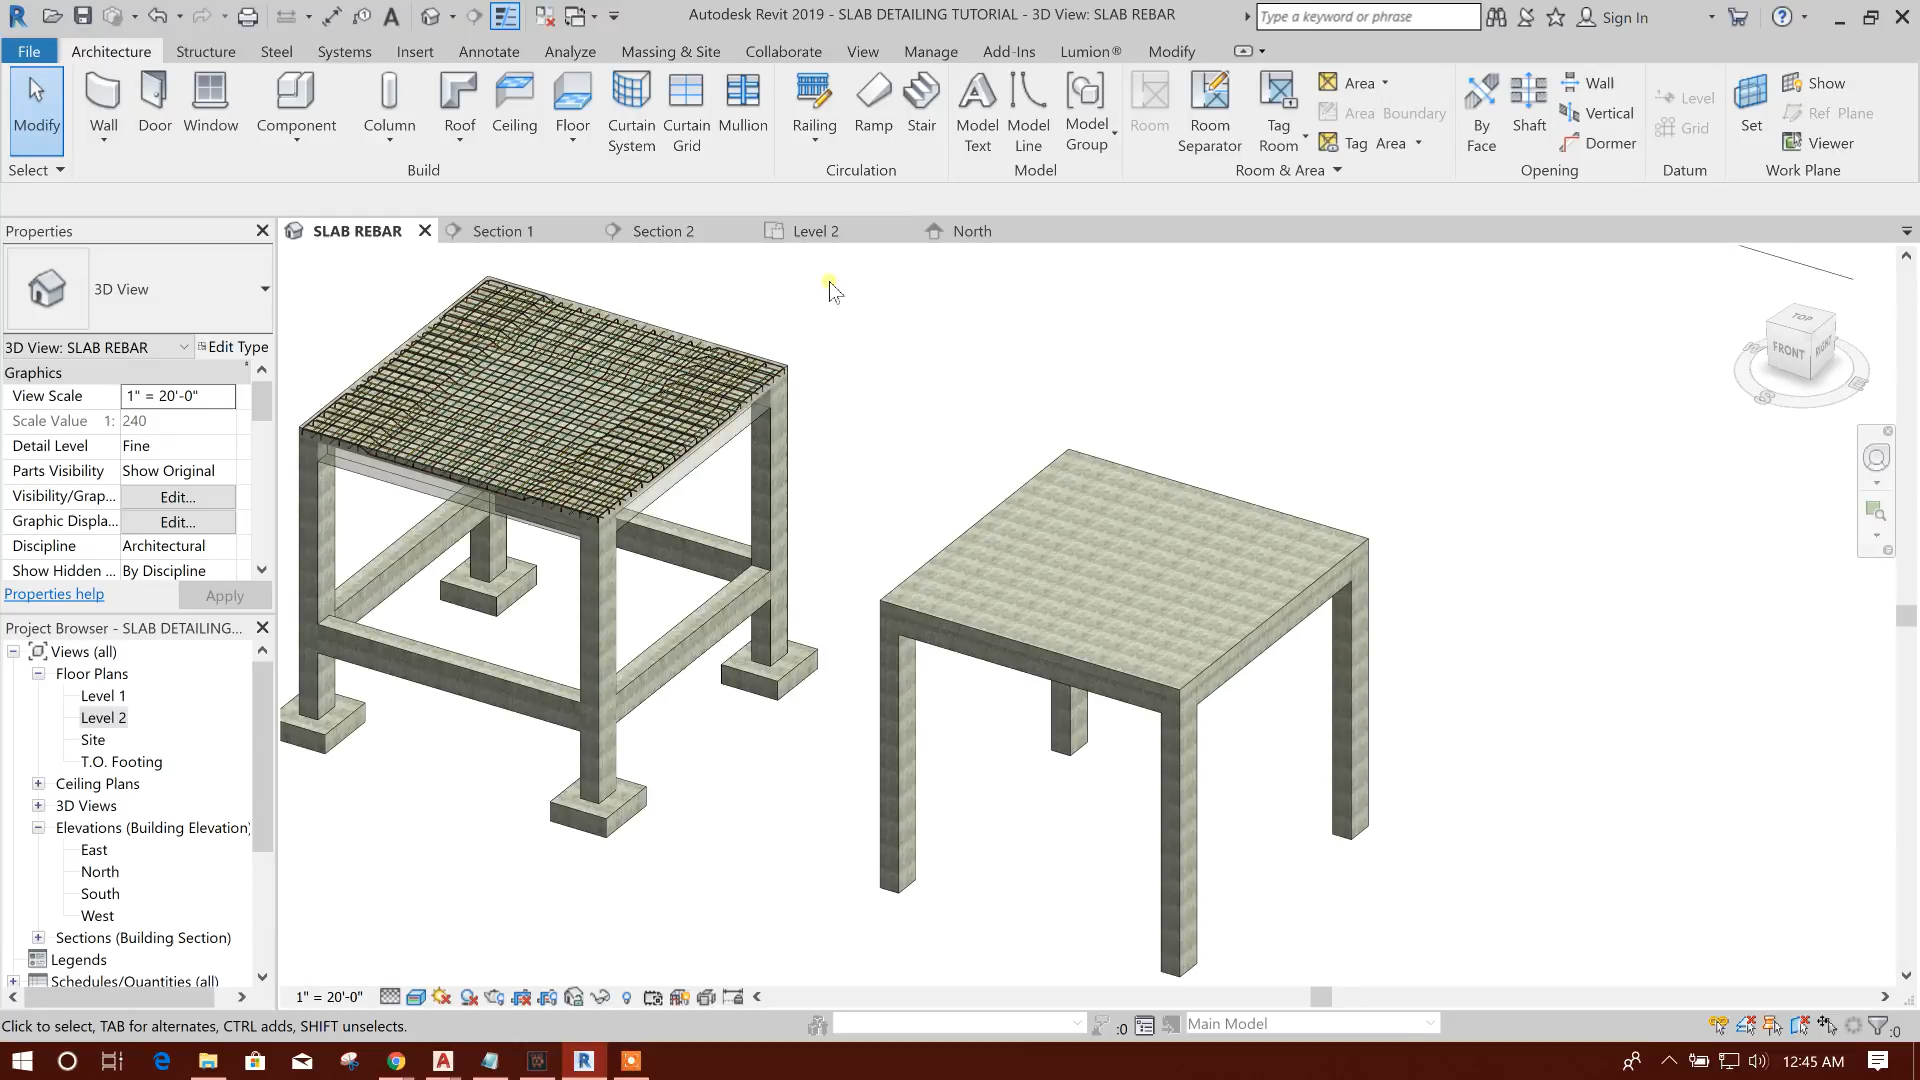 Autodesk Revit 2019 - SLAB DETAILING TUTORIAL - 3D View: SLAB REBAR
Type a keyword or phrase
Sign In
File Architecture Structure Steel Systems Insert Annotate Analyze Massing & Site Collaborate View Manage Add-Ins Lumion® Modify
Modify Wall Door Window Component Column Roof Ceiling Floor Curtain System Curtain Grid Mullion Railing Ramp Stair Model Text Model Line Model Group Room Room Separator Tag Room
Area
Area Boundary
Tag Area
By Face Shaft
Wall
Vertical
Dormer
Level
Grid
Set
Show
Ref Plane
Viewer
Select Build Circulation Model Room & Area Opening Datum Work Plane
Properties
SLAB REBAR Section 1 Section 2 Level 2 North
3D View
3D View: SLAB REBAR Edit Type
Graphics
View Scale 1" = 20'-0"
Scale Value 1: 240
Detail Level Fine
Parts Visibility Show Original
Visibility/Grap... Edit...
Graphic Displa... Edit...
Discipline Architectural
Show Hidden ... By Discipline
Properties help Apply
TOP
FRONT
RIGHT
W
S
E
Project Browser - SLAB DETAILING...
Views (all)
Floor Plans
Level 1
Level 2
Site
T.O. Footing
Ceiling Plans
3D Views
Elevations (Building Elevation)
East
North
South
West
Sections (Building Section)
Legends
Schedules/Quantities (all)
1" = 20'-0"
Click to select, TAB for alternates, CTRL adds, SHIFT unselects.
:0
Main Model
:0
12:45 AM